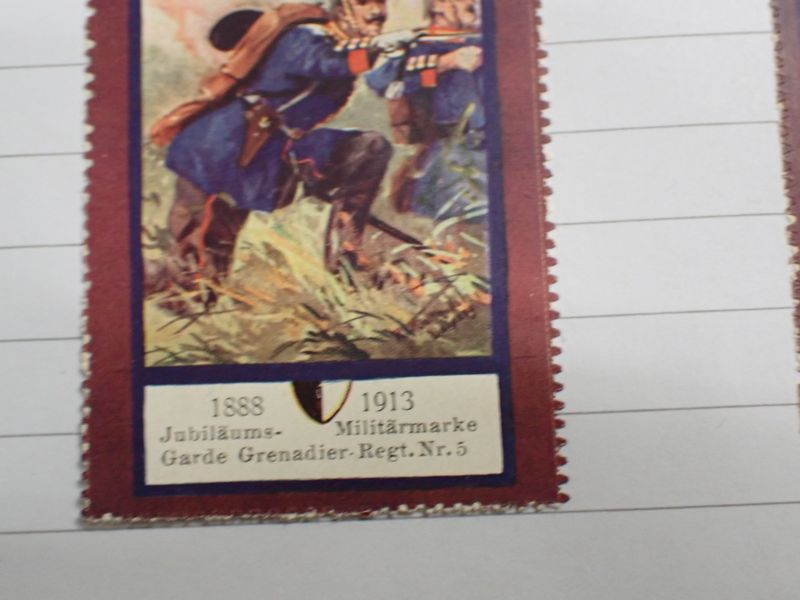 1888 1913
Jubiläums- Militärmarke
Garde Grenadier-Regt. Nr. 5